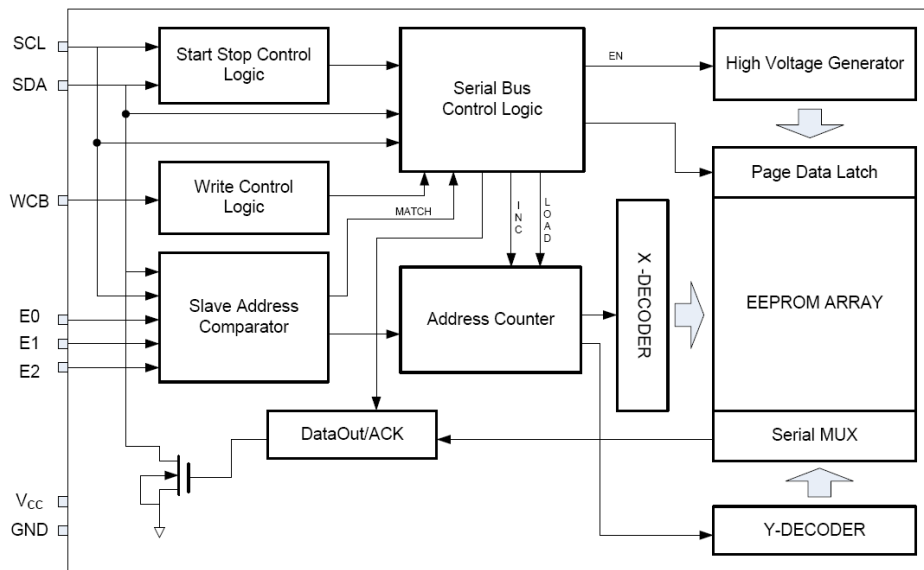 SCL
SDA
WCB
E0
E1
E2
VCC
GND
Start Stop Control
Logic
Write Control
Logic
Slave Address
Comparator
MATCH
Serial Bus
Control Logic
EN
INC
LOAD
Address Counter
DataOut/ACK
X -DECODER
High Voltage Generator
Page Data Latch
EEPROM ARRAY
Serial MUX
Y-DECODER